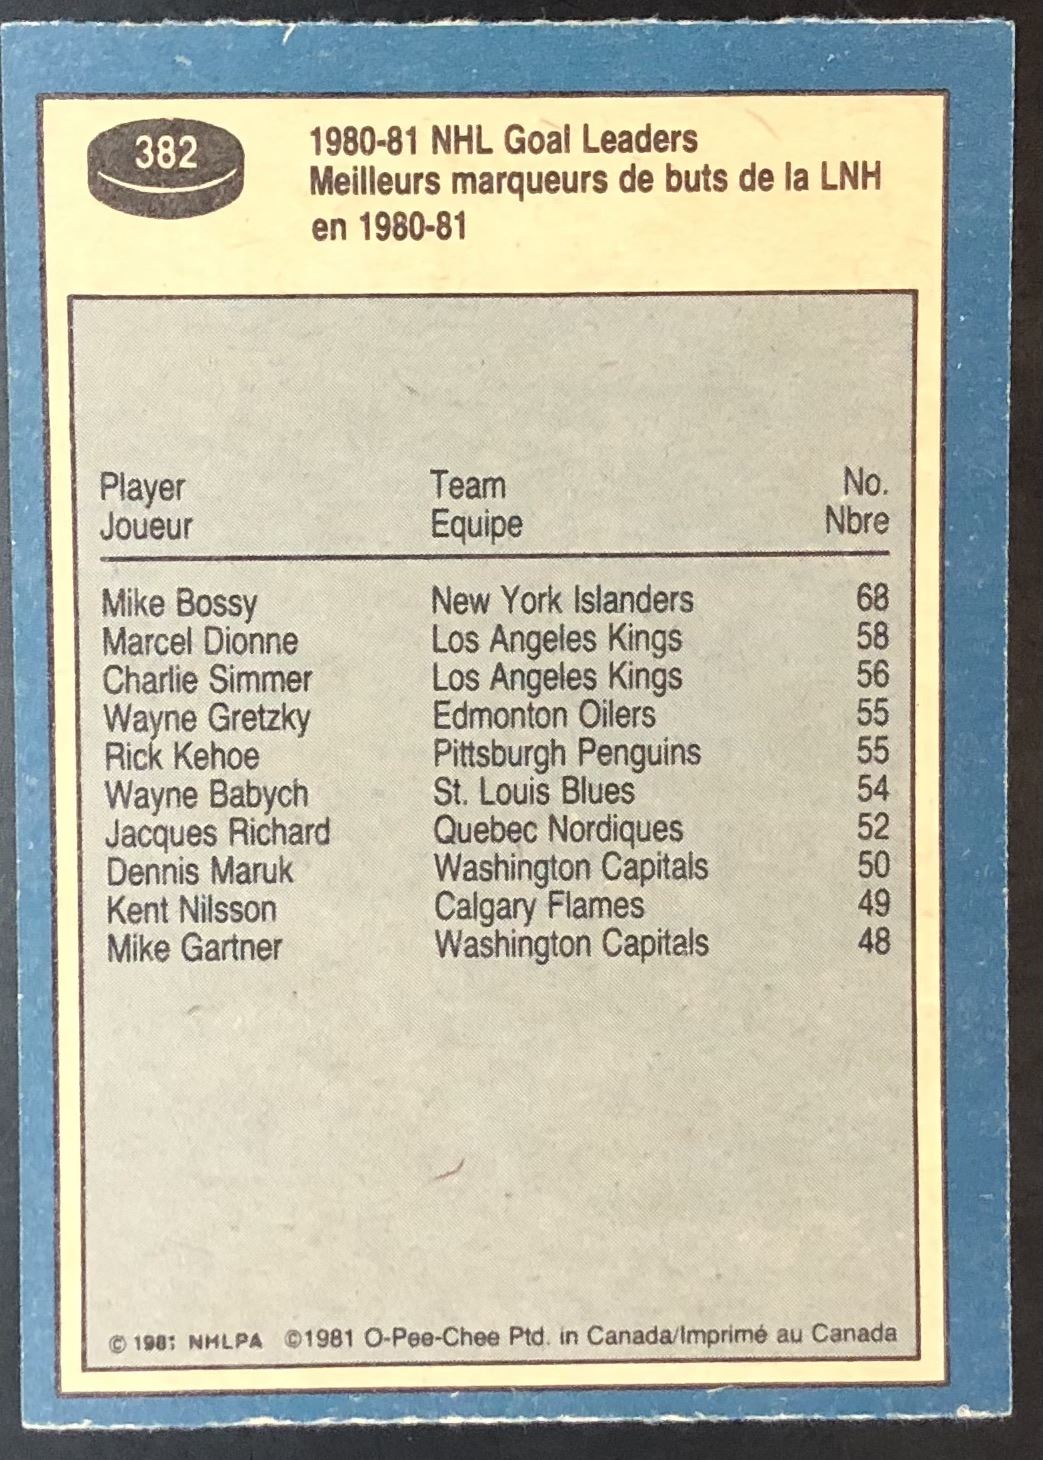 382
1980-81 NHL Goal Leaders
Meilleurs marqueurs de buts de la LNH
en 1980-81
Player Team No.
Joueur Equipe Nbre
Mike Bossy New York Islanders 68
Marcel Dionne Los Angeles Kings 58
Charlie Simmer Los Angeles Kings 56
Wayne Gretzky Edmonton Oilers 55
Rick Kehoe Pittsburgh Penguins 55
Wayne Babych St. Louis Blues 54
Jacques Richard Quebec Nordiques 52
Dennis Maruk Washington Capitals 50
Kent Nilsson Calgary Flames 49
Mike Gartner Washington Capitals 48
© 1981 NHLPA ©1981 O-Pee-Chee Ptd. in Canada/Imprimé au Canada